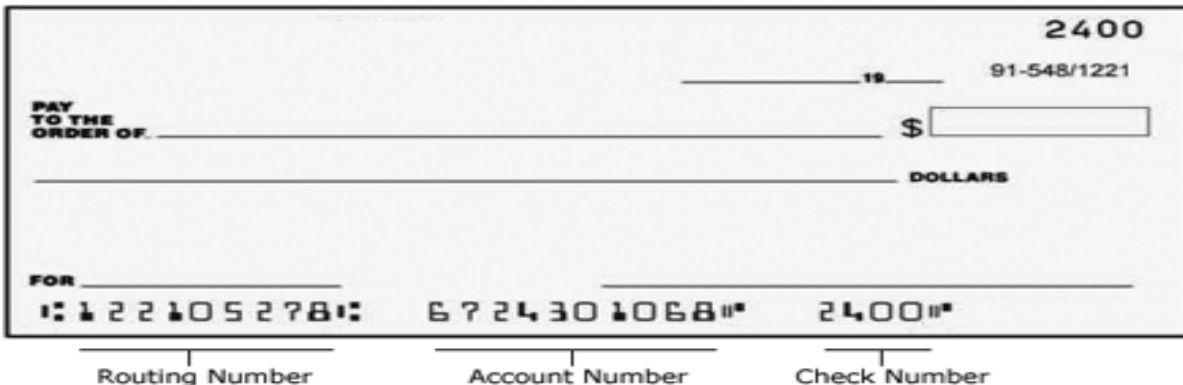 2400
19 91-548/1221
PAY
TO THE
ORDER OF $
DOLLARS
FOR
⑆122105278⑆ 6724301068⑈ 2400⑈
Routing Number Account Number Check Number